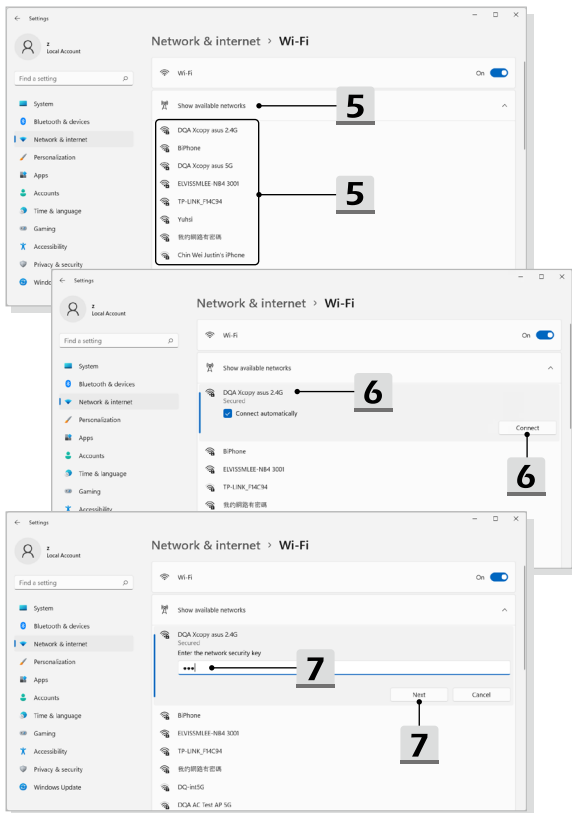 Settings
z
Local Account
Find a setting
System
Bluetooth & devices
Network & internet
Personalization
Apps
Accounts
Time & language
Gaming
Accessibility
Privacy & security
Windo
Network & internet > Wi-Fi
Wi-Fi
On
Show available networks
5
DQA Xcopy asus 2.4G
BiPhone
DQA Xcopy asus 5G
ELVISSMLEE-NB4 3001
TP-LINK_F14C94
Yuhsi
我的網路有密碼
Chin Wei Justin's iPhone
5
Settings
z
Local Account
Find a setting
System
Bluetooth & devices
Network & internet
Personalization
Apps
Accounts
Time & language
Gaming
Accessibility
Network & internet > Wi-Fi
Wi-Fi
On
Show available networks
DQA Xcopy asus 2.4G
Secured
Connect automatically
6
Connect
6
BiPhone
ELVISSMLEE-NB4 3001
TP-LINK_F14C94
我的網路有密碼
Settings
z
Local Account
Find a setting
System
Bluetooth & devices
Network & internet
Personalization
Apps
Accounts
Time & language
Gaming
Accessibility
Privacy & security
Windows Update
Network & internet > Wi-Fi
Wi-Fi
On
Show available networks
DQA Xcopy asus 2.4G
Secured
Enter the network security key
•••
7
Next
Cancel
7
BiPhone
ELVISSMLEE-NB4 3001
TP-LINK_F14C94
我的網路有密碼
DQ-int5G
DQA AC Test AP 5G